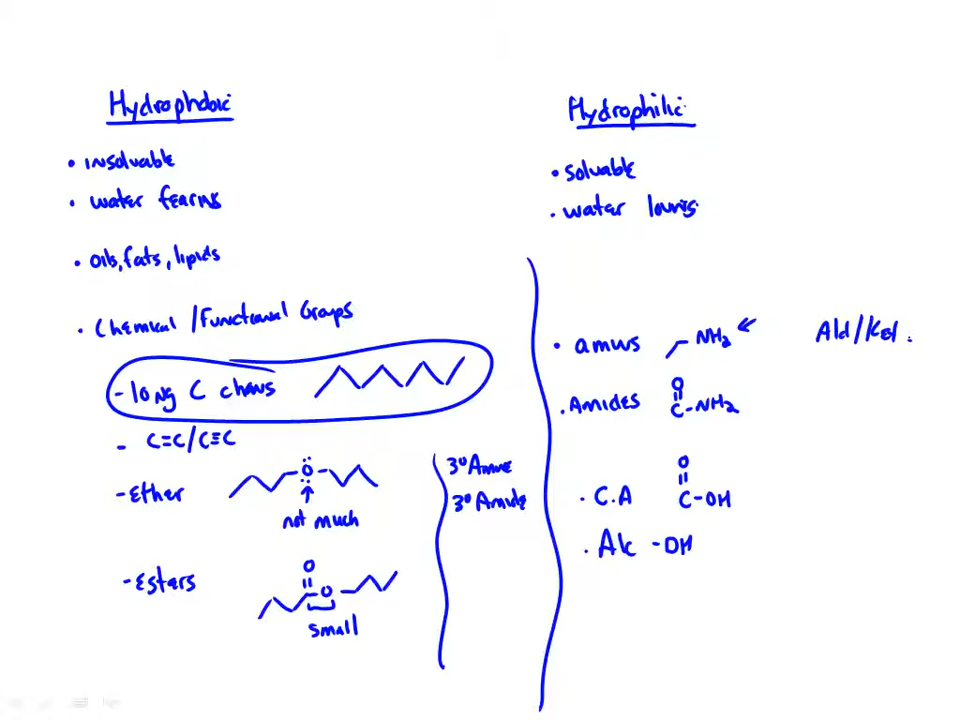 Hydrophobic
• insolvable
• water fearing
• oils, fats, lipids
• Chemical / Functional Groups
- long C chains
- C=C/C≡C
- Ether
O
not much
- Esters
O
O
small
3° Amine
3° Amide
Hydrophilic
• solvable
• water loving
• amines NH2
• Amides
O
C-NH2
• C.A
O
C-OH
• Alc -OH
Ald/Ket